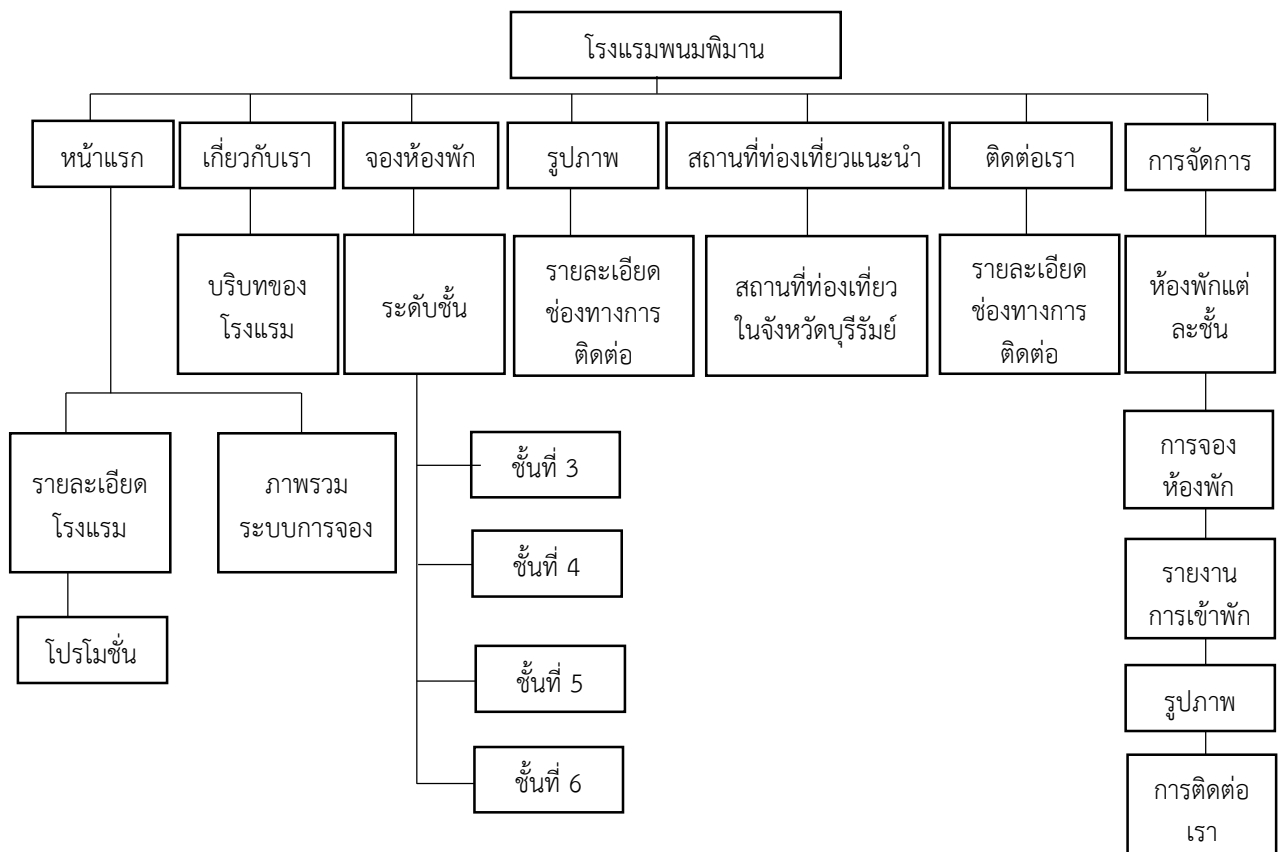 โรงแรมพนมพิมาน
หน้าแรก
เกี่ยวกับเรา
จองห้องพัก
รูปภาพ
สถานที่ท่องเที่ยวแนะนำ
ติดต่อเรา
การจัดการ
บริบทของ
โรงแรม
ระดับชั้น
รายละเอียด
ช่องทางการ
ติดต่อ
สถานที่ท่องเที่ยว
ในจังหวัดบุรีรัมย์
รายละเอียด
ช่องทางการ
ติดต่อ
ห้องพักแต่
ละชั้น
รายละเอียด
โรงแรม
ภาพรวม
ระบบการจอง
ชั้นที่ 3
การจอง
ห้องพัก
ชั้นที่ 4
รายงาน
การเข้าพัก
โปรโมชั่น
ชั้นที่ 5
รูปภาพ
ชั้นที่ 6
การติดต่อ
เรา